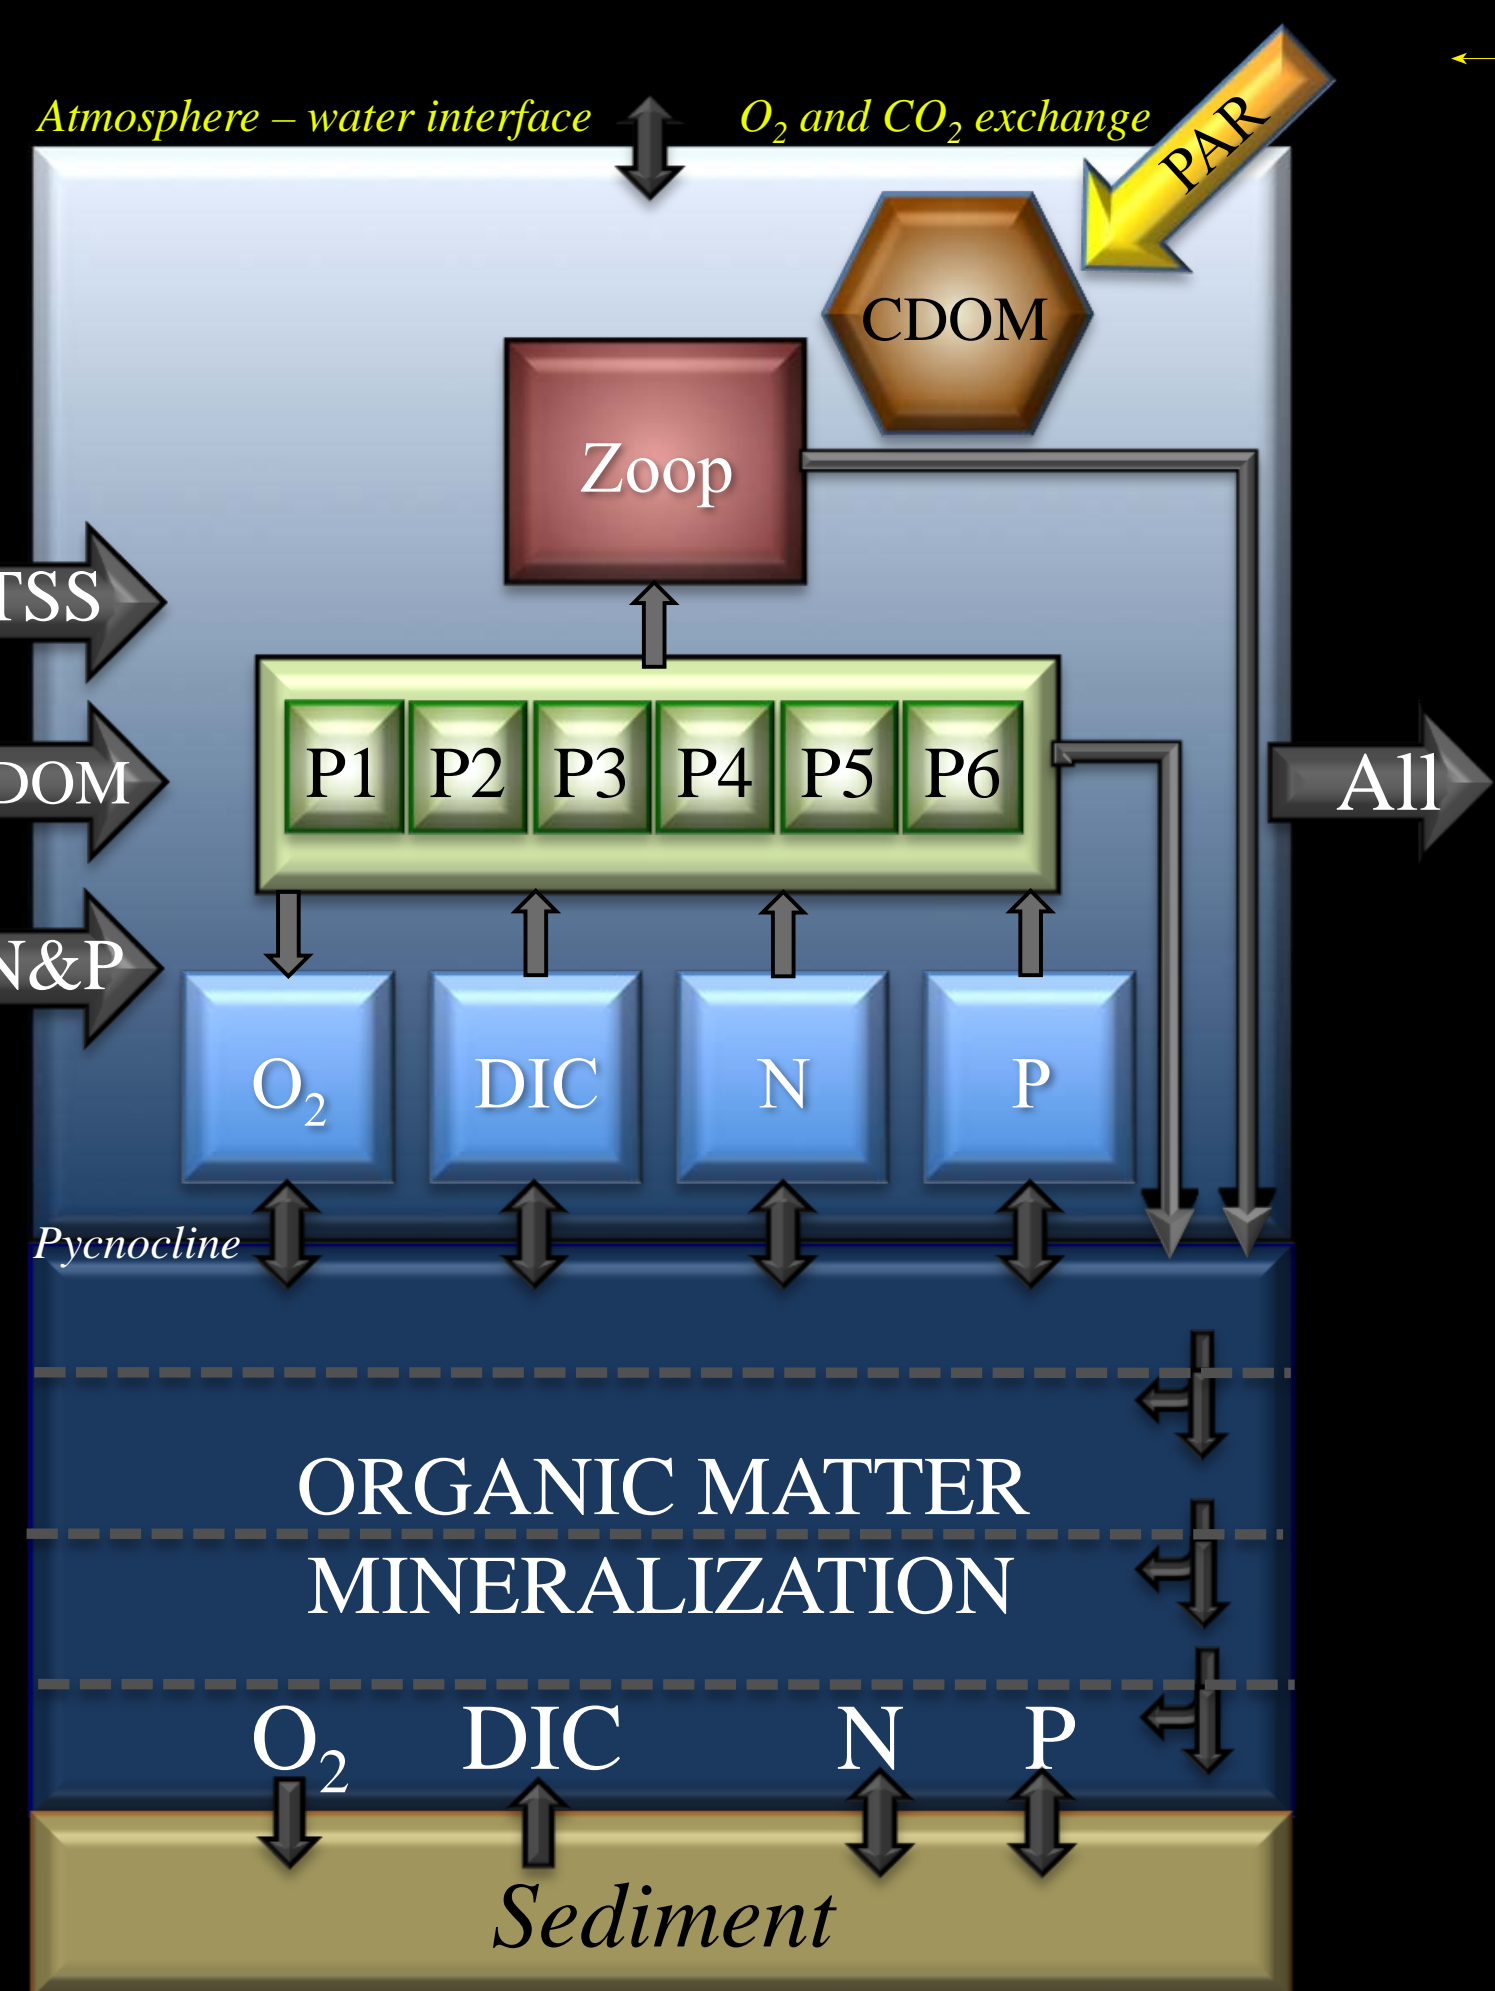 Atmosphere – water interface
O₂ and CO₂ exchange
PAR
CDOM
Zoop
TSS
P1 P2 P3 P4 P5 P6
DOM
All
N&P
O₂ DIC N P
Pycnocline
ORGANIC MATTER
MINERALIZATION
O₂ DIC N P
Sediment